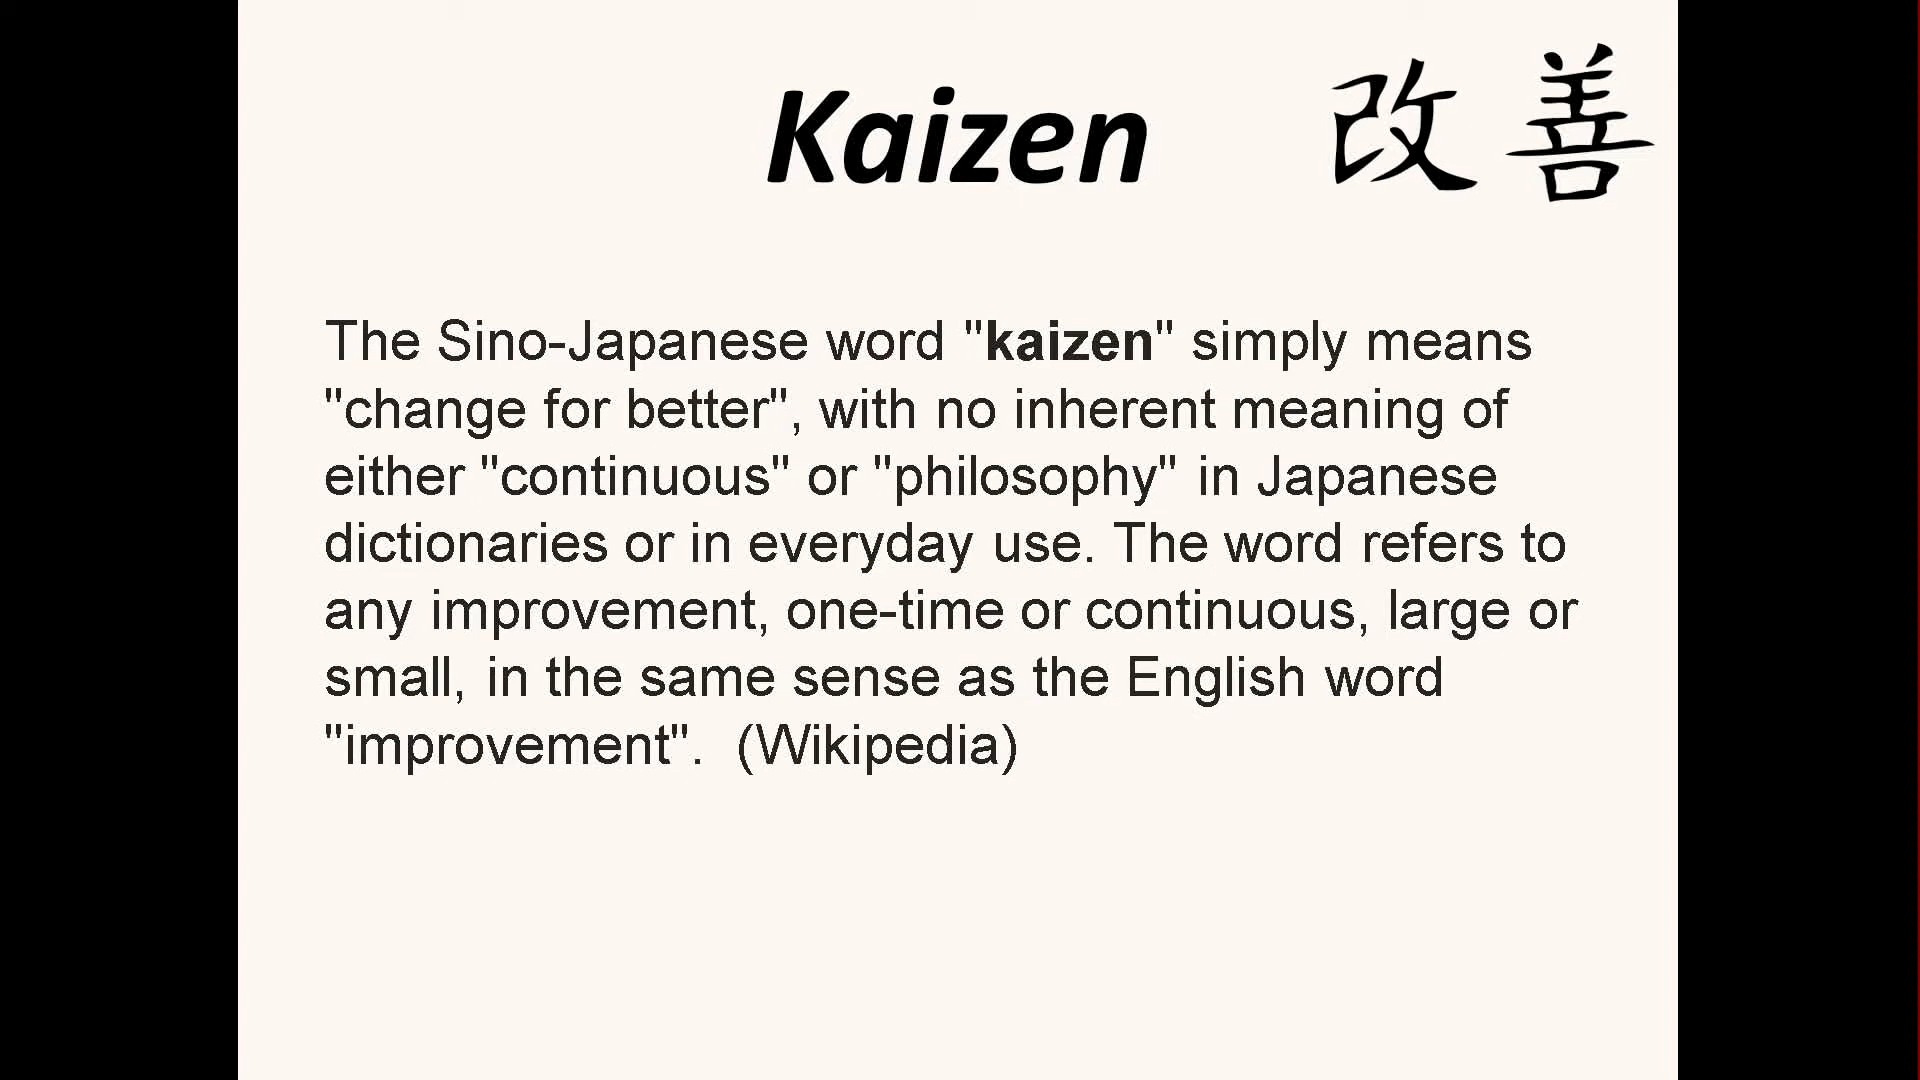 Kaizen 改善
The Sino-Japanese word "kaizen" simply means
"change for better", with no inherent meaning of
either "continuous" or "philosophy" in Japanese
dictionaries or in everyday use. The word refers to
any improvement, one-time or continuous, large or
small, in the same sense as the English word
"improvement".  (Wikipedia)